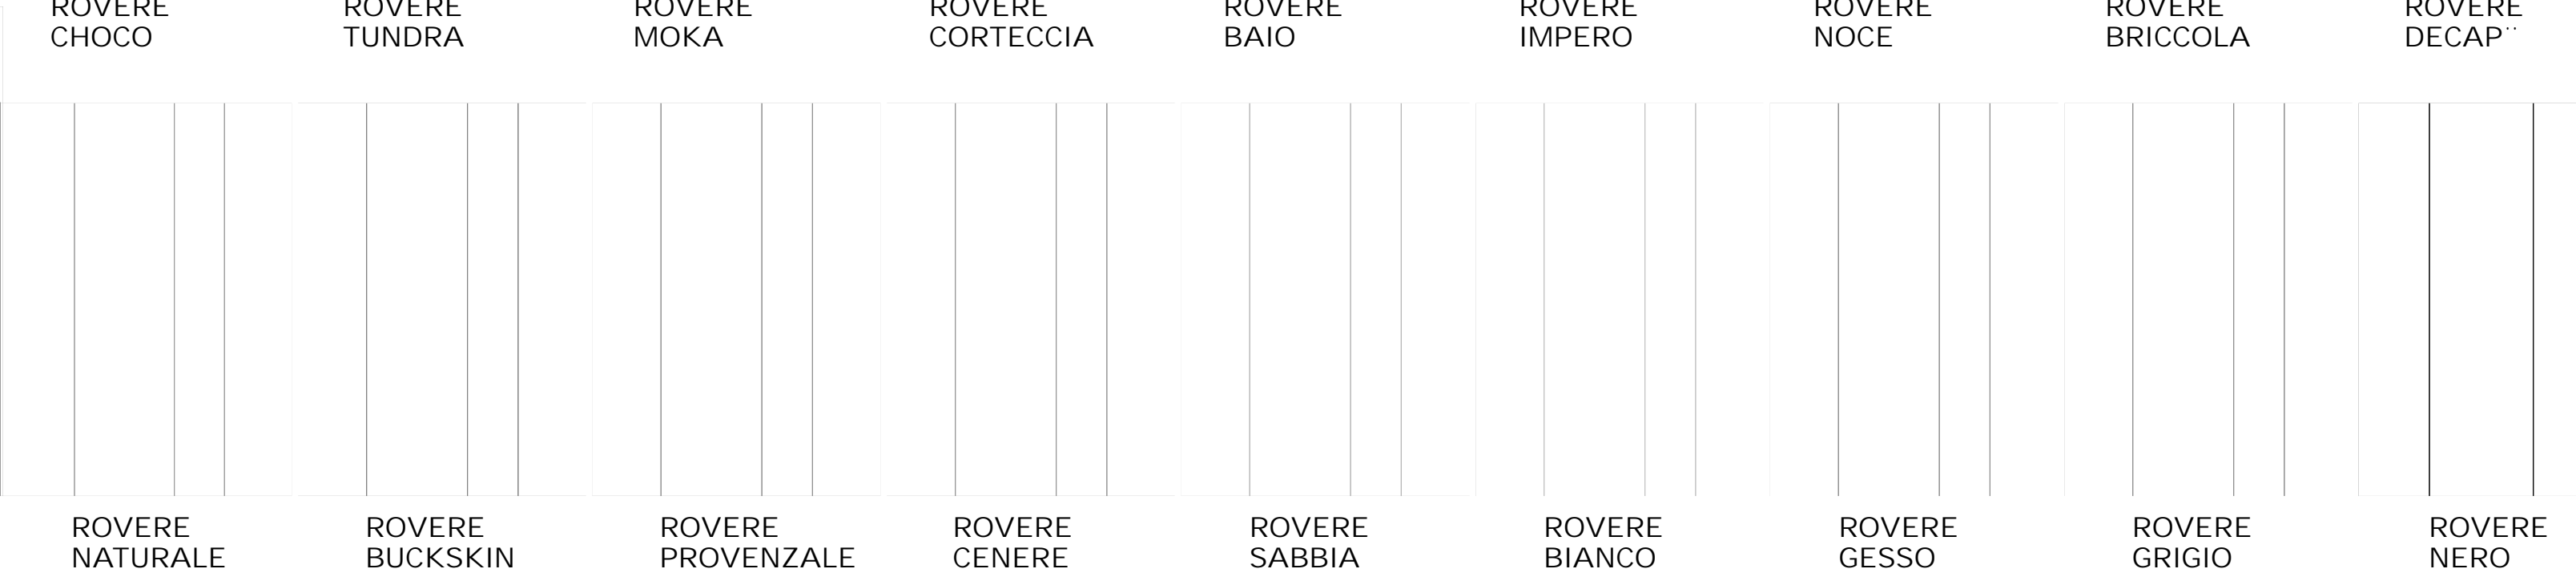 ROVERE ROVERE ROVERE ROVERE ROVERE ROVERE ROVERE ROVERE ROVERE
CHOCO TUNDRA MOKA CORTECCIA BAIO IMPERO NOCE BRICCOLA DECAP¨
ROVERE ROVERE ROVERE ROVERE ROVERE ROVERE ROVERE ROVERE ROVERE
NATURALE BUCKSKIN PROVENZALE CENERE SABBIA BIANCO GESSO GRIGIO NERO